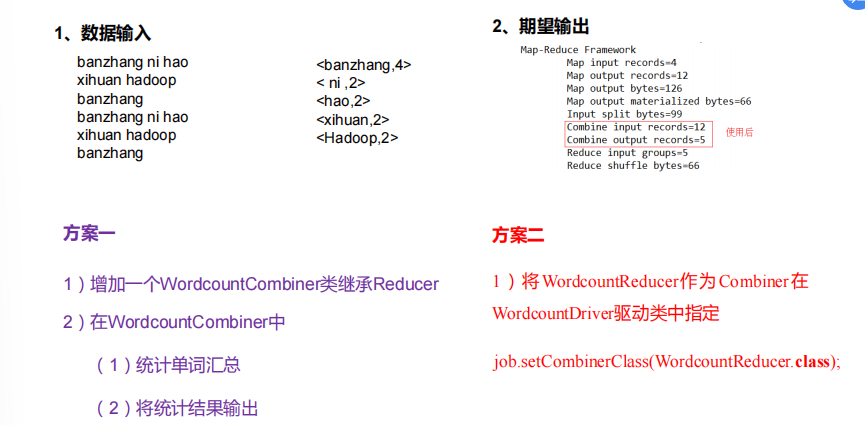 1、数据输入
banzhang ni hao
xihuan hadoop
banzhang
banzhang ni hao
xihuan hadoop
banzhang
<banzhang,4>
< ni ,2>
<hao,2>
<xihuan,2>
<Hadoop,2>
2、期望输出
Map-Reduce Framework
Map input records=4
Map output records=12
Map output bytes=126
Map output materialized bytes=66
Input split bytes=99
Combine input records=12
Combine output records=5
使用后
Reduce input groups=5
Reduce shuffle bytes=66
方案一
1）增加一个WordcountCombiner类继承Reducer
2）在WordcountCombiner中
（1）统计单词汇总
（2）将统计结果输出
方案二
1）将WordcountReducer作为Combiner在
WordcountDriver驱动类中指定
job.setCombinerClass(WordcountReducer.class);